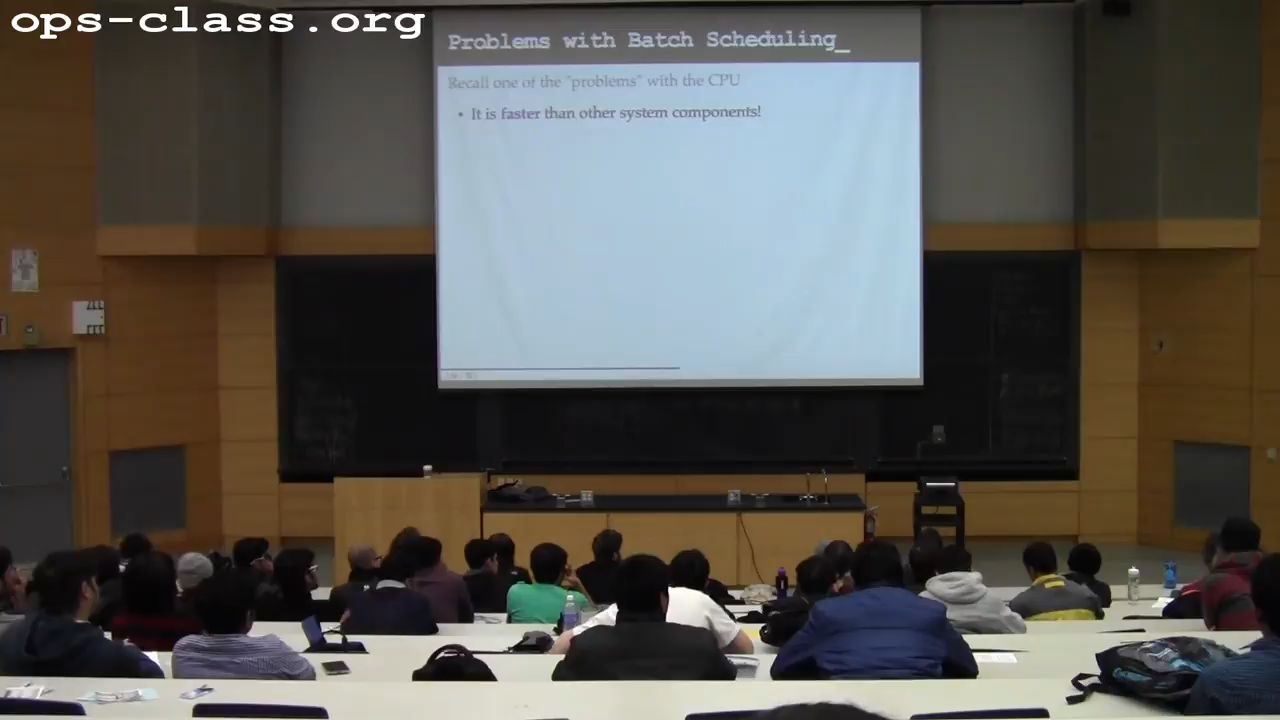 ops-class.org
Problems with Batch Scheduling_
Recall one of the "problems" with the CPU
• It is faster than other system components!